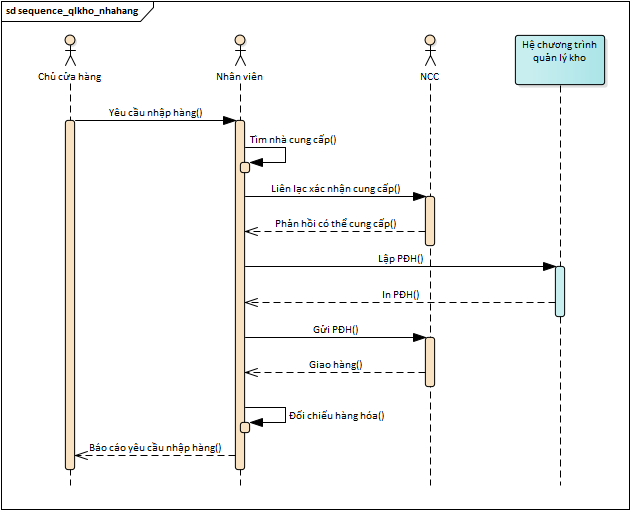 sd sequence_qlkho_nhahang
Hệ chương trình
quản lý kho
Chủ cửa hàng
Nhân viên
NCC
Yêu cầu nhập hàng()
Tìm nhà cung cấp()
Liên lạc xác nhận cung cấp()
Phản hồi có thể cung cấp()
Lập PĐH()
In PĐH()
Gửi PĐH()
Giao hàng()
Đối chiếu hàng hóa()
Báo cáo yêu cầu nhập hàng()